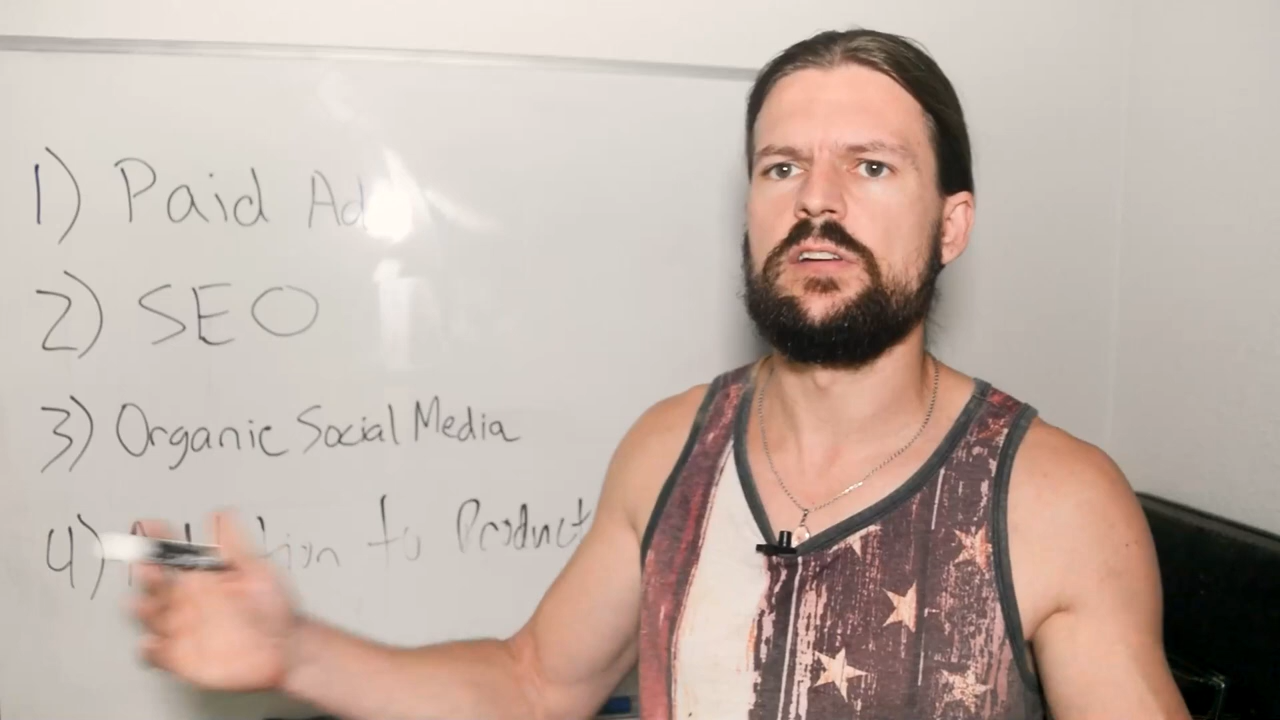 1) Paid Ad
2) SEO
3) Organic Social Media
4) to Product